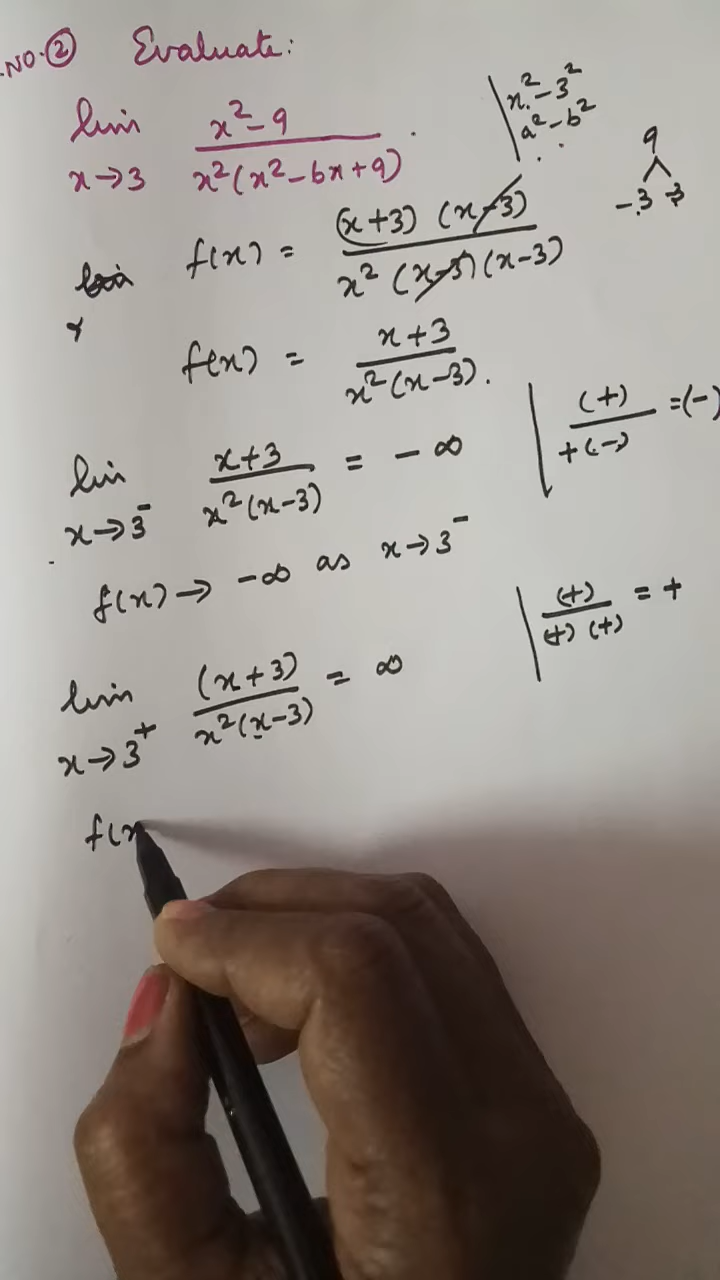 .NO.② Evaluate:
lim x→3 x²-9 / x²(x²-6x+9) .
x²-3²
a²-b²
9
-3 -3
f(x) = (x+3) (x-3) / x² (x-3)(x-3)
f(x) = x+3 / x²(x-3).
lim x→3⁻ x+3 / x²(x-3) = -∞
(+) / +(-) =(-)
f(x) → -∞ as x→3⁻
lim x→3⁺ (x+3) / x²(x-3) = ∞
(+) / (+) (+) = +
f(x